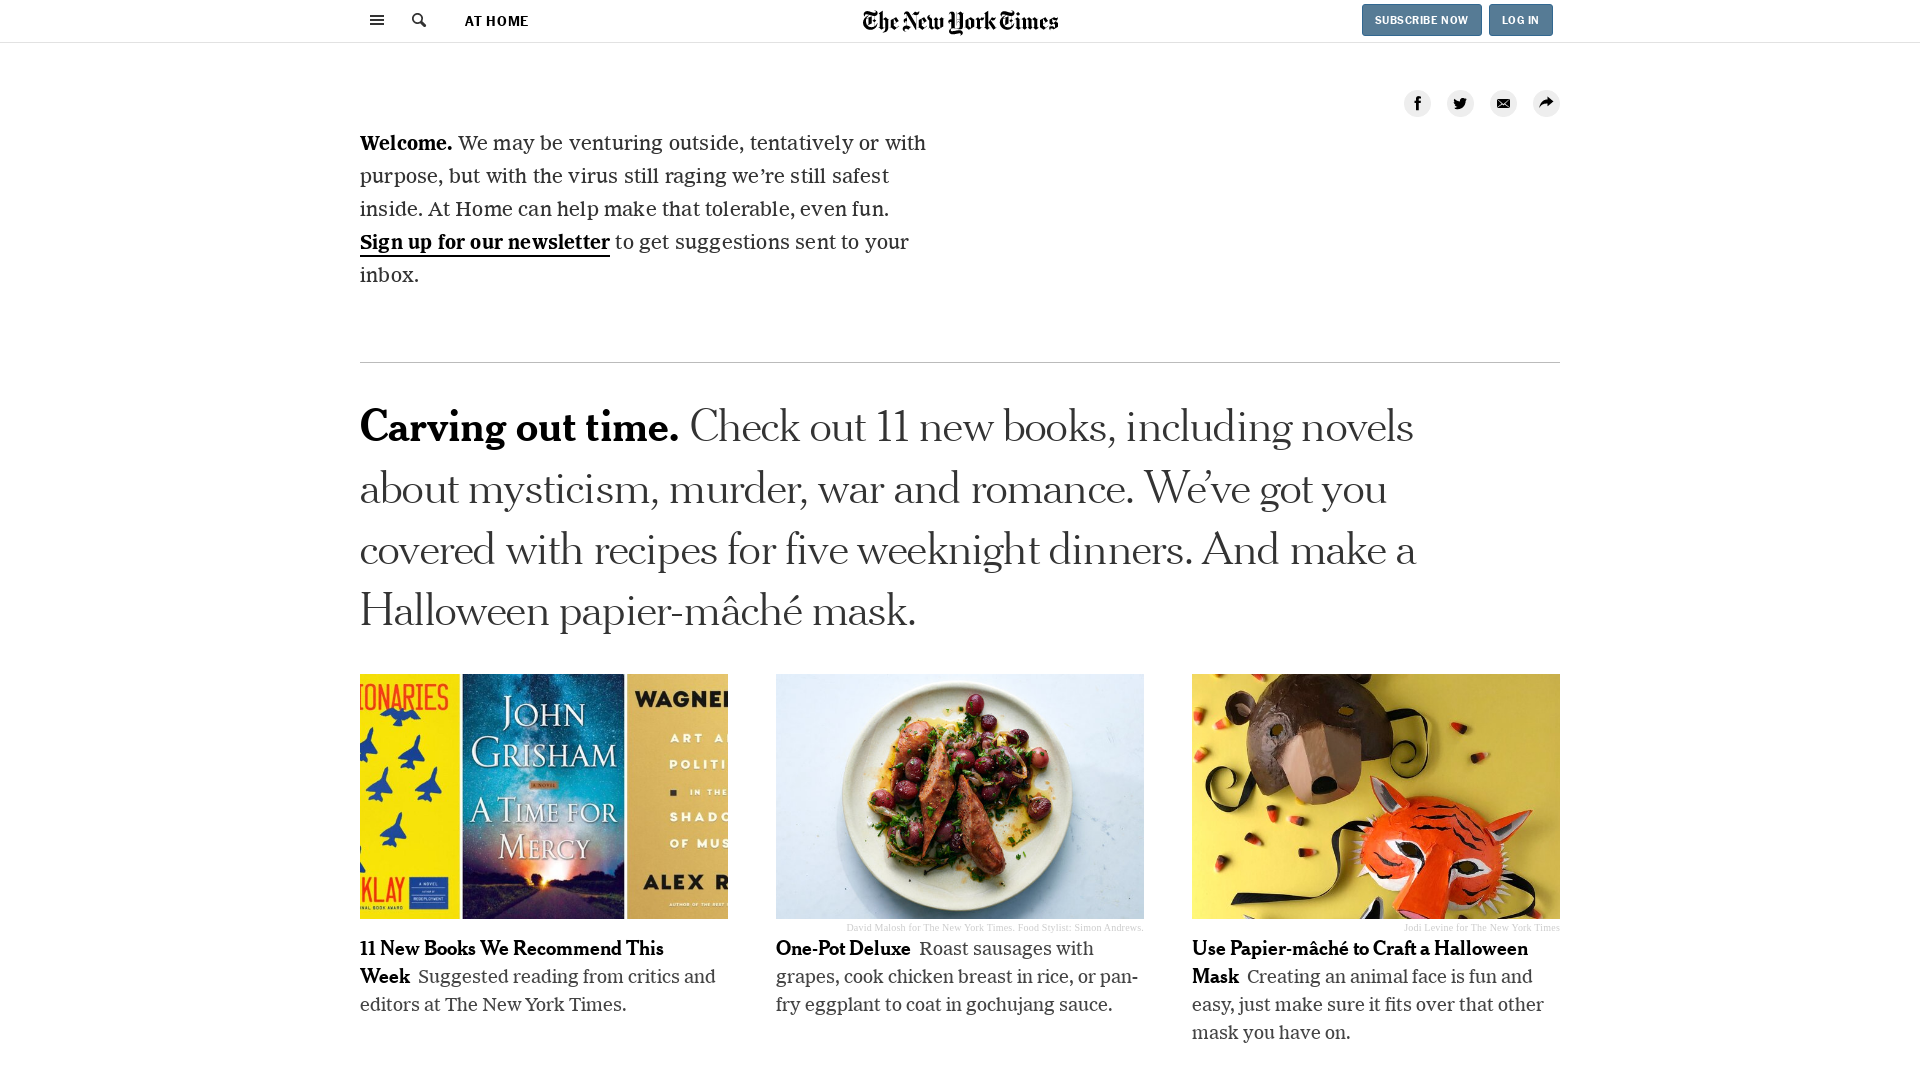 AT HOME
The New York Times
SUBSCRIBE NOW
LOG IN
Welcome. We may be venturing outside, tentatively or with
purpose, but with the virus still raging we’re still safest
inside. At Home can help make that tolerable, even fun.
Sign up for our newsletter to get suggestions sent to your
inbox.
Carving out time. Check out 11 new books, including novels
about mysticism, murder, war and romance. We’ve got you
covered with recipes for five weeknight dinners. And make a
Halloween papier-mâché mask.
IONARIES
KLAY
A NOVEL
REDEPLOYMENT
JOHN
GRISHAM
A NOVEL
A TIME FOR
MERCY
WAGNE
ART A
POLITI
IN THE
SHADO
OF MUS
ALEX R
David Malosh for The New York Times. Food Stylist: Simon Andrews.
Jodi Levine for The New York Times
11 New Books We Recommend This
Week Suggested reading from critics and
editors at The New York Times.
One-Pot Deluxe Roast sausages with
grapes, cook chicken breast in rice, or pan-
fry eggplant to coat in gochujang sauce.
Use Papier-mâché to Craft a Halloween
Mask Creating an animal face is fun and
easy, just make sure it fits over that other
mask you have on.